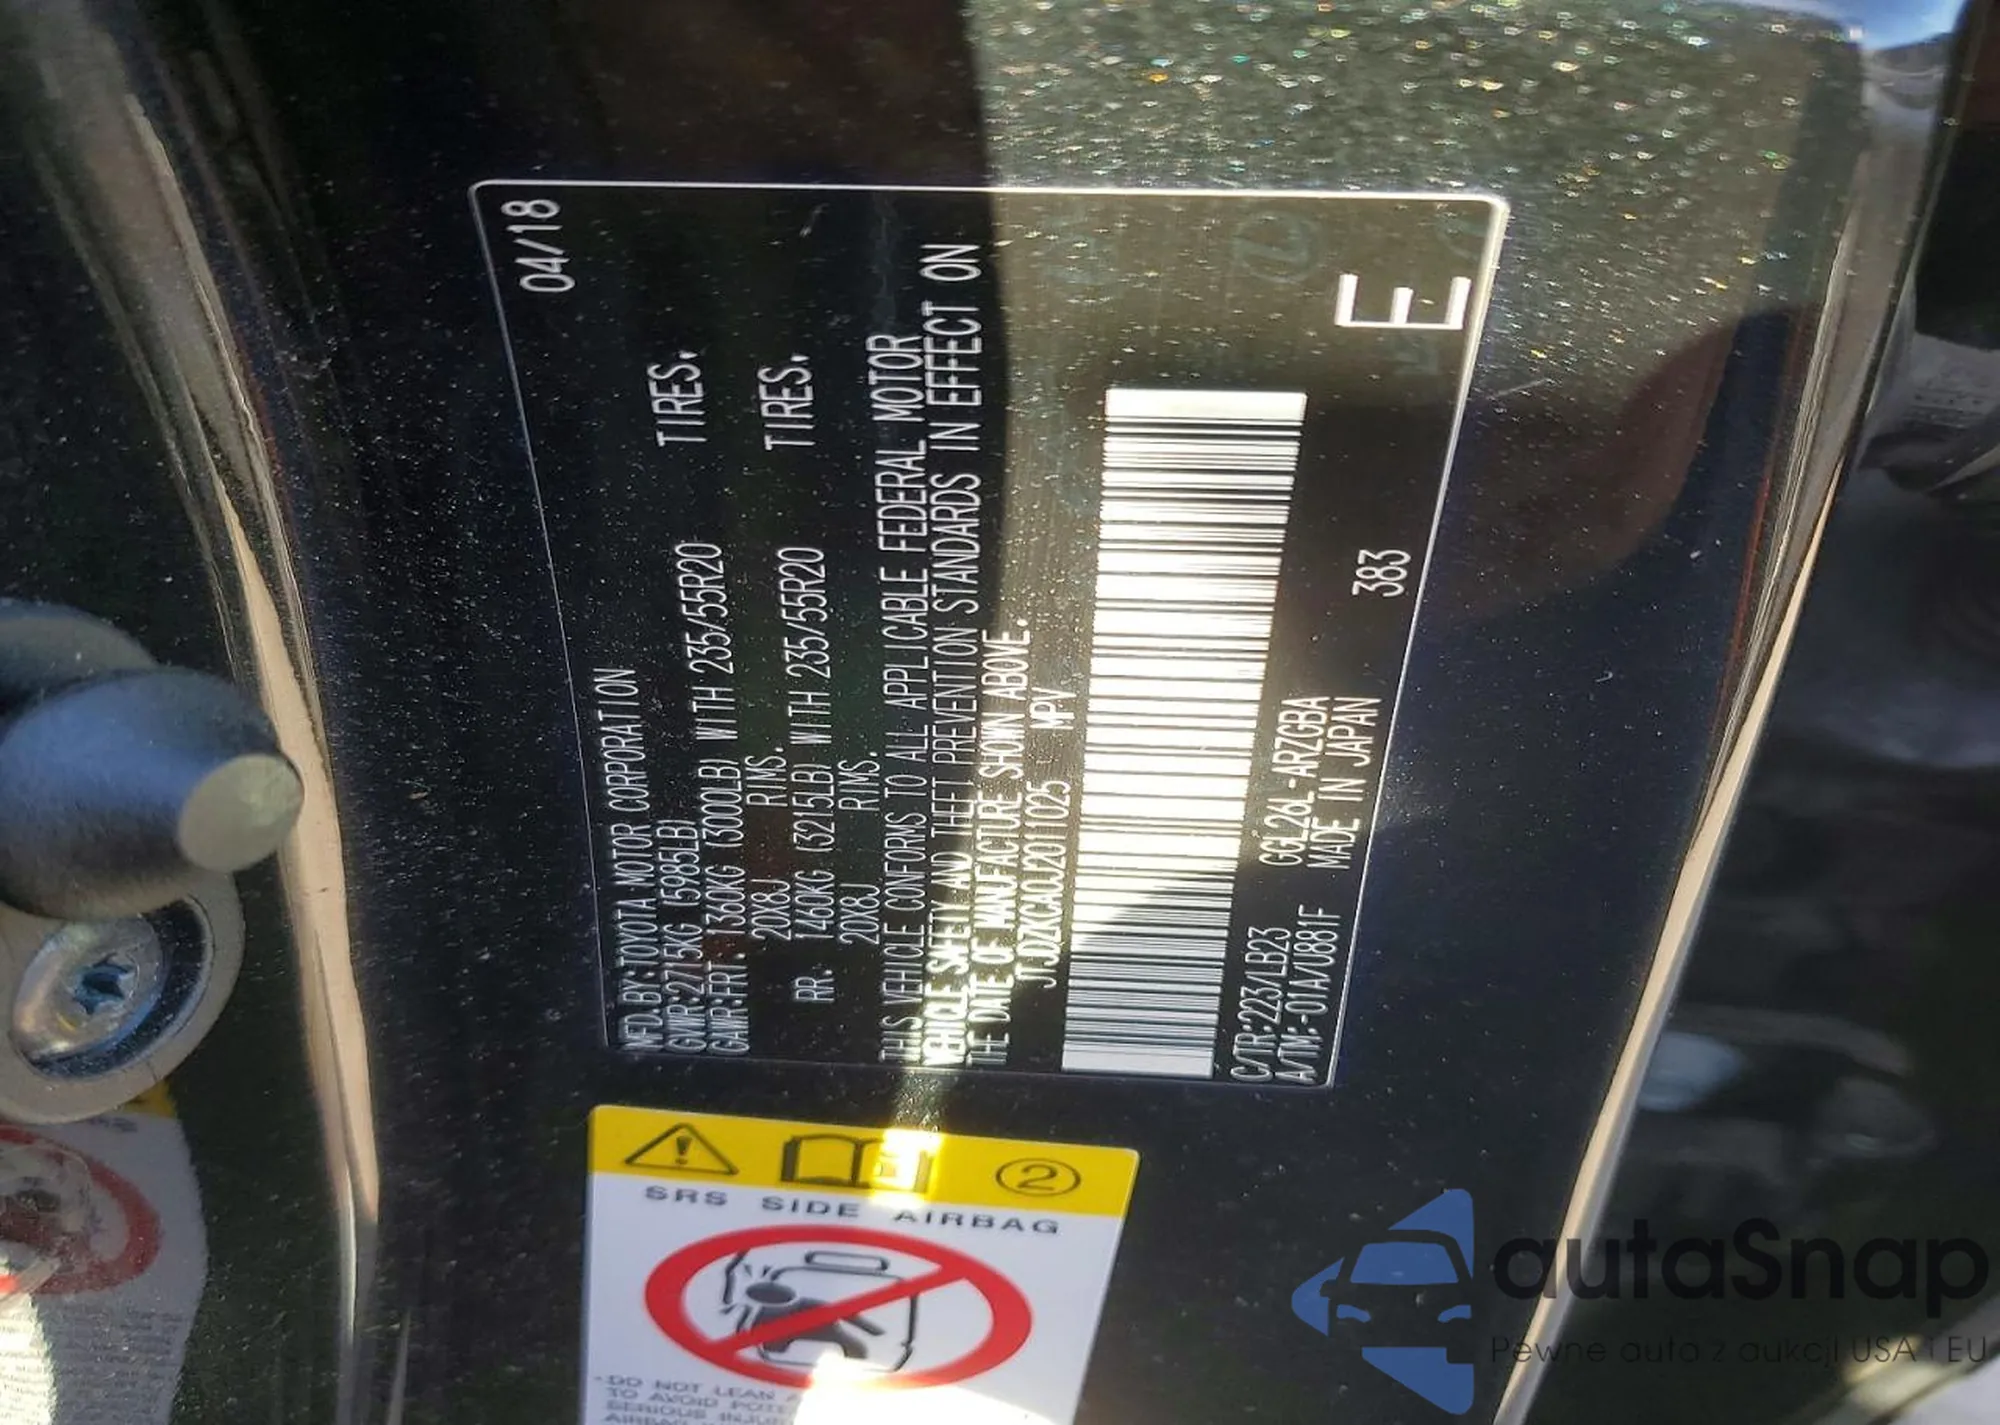 04/18
MFD. BY:TOYOTA MOTOR CORPORATION
GVWR:2715KG (5985LB)
GAWR:FRT. 1360KG (3000LB) WITH 235/55R20 TIRES,
20X8J RIMS.
RR. 1460KG (3215LB) WITH 235/55R20 TIRES,
20X8J RIMS.
THIS VEHICLE CONFORMS TO ALL APPLICABLE FEDERAL MOTOR
VEHICLE SAFETY AND THEFT PREVENTION STANDARDS IN EFFECT ON
THE DATE OF MANUFACTURE SHOWN ABOVE.
JTJDZKCA0J2011025 MPV
C/TR:223/LB23 GGL26L-ARZGBA
A/TM:-01A/U881F MADE IN JAPAN 383
E
2
SRS SIDE AIRBAG
-DO NOT LEAN
TO AVOID
SERIOUS
AIRBAG
autaSnap
Pewne auto z aukcji USA i EU